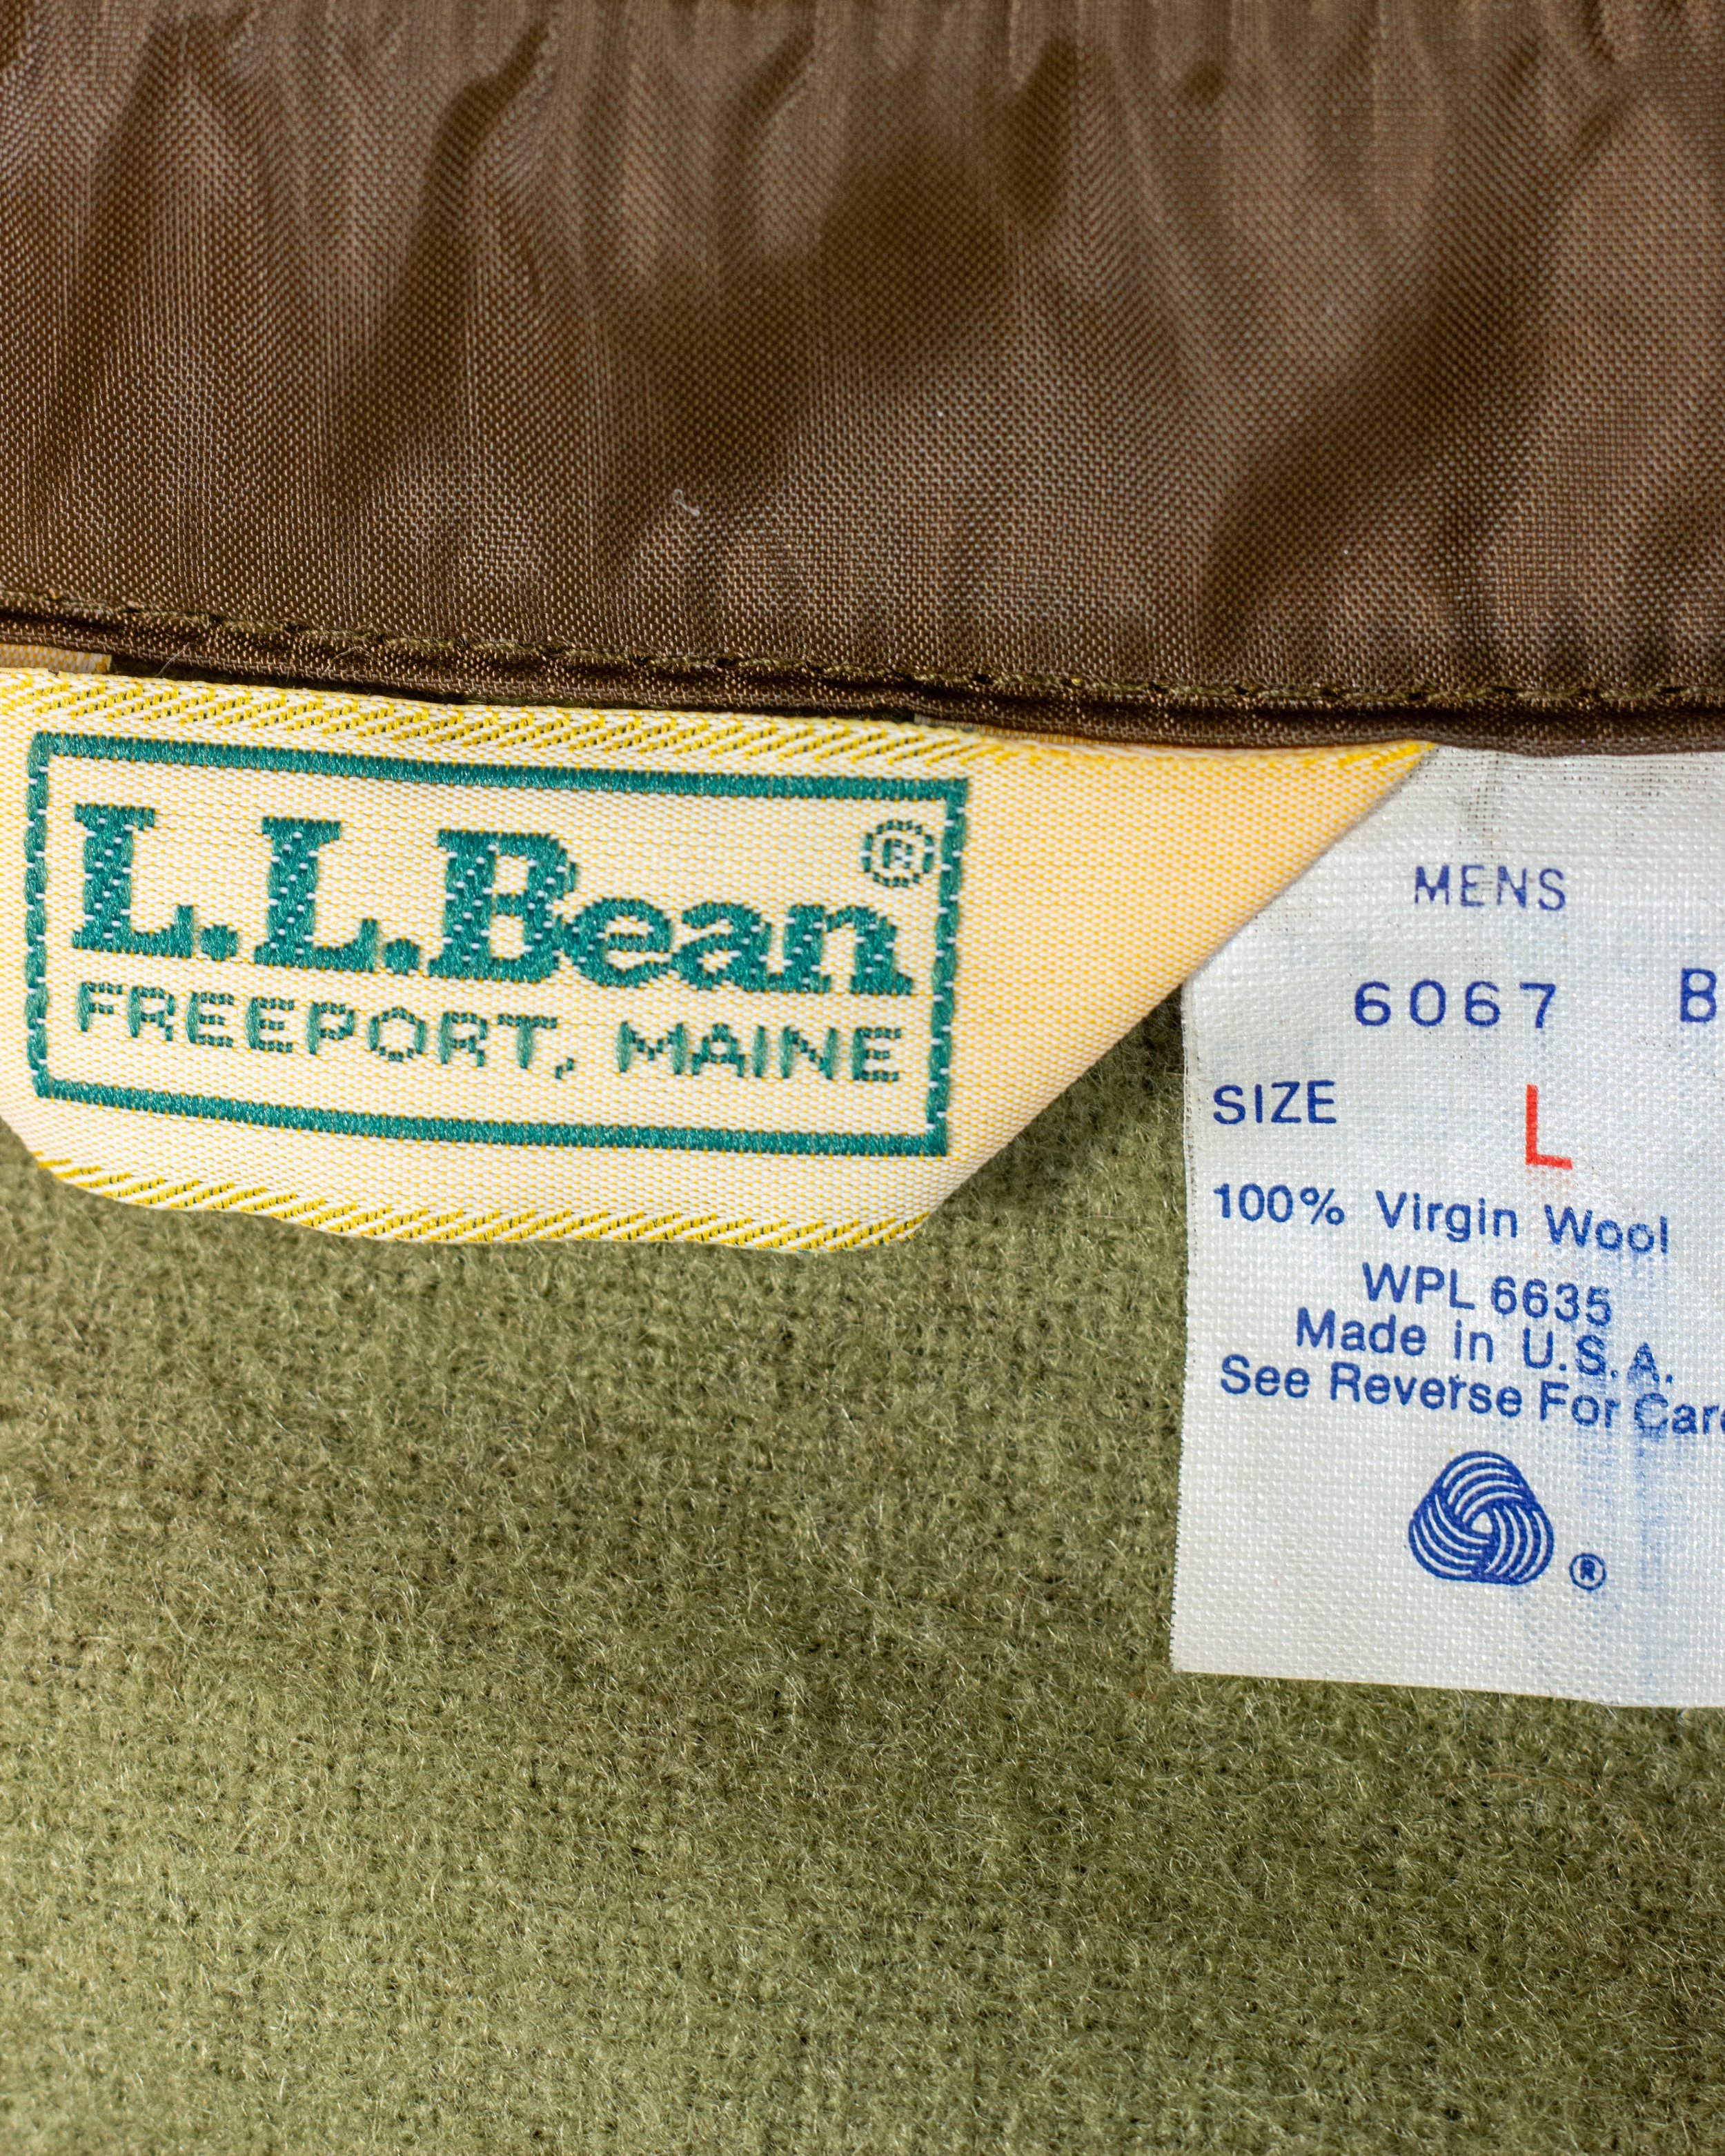 L.L.Bean®
FREEPORT, MAINE
MENS
6067 B
SIZE L
100% Virgin Wool
WPL 6635
Made in U.S.A.
See Reverse For Care
®